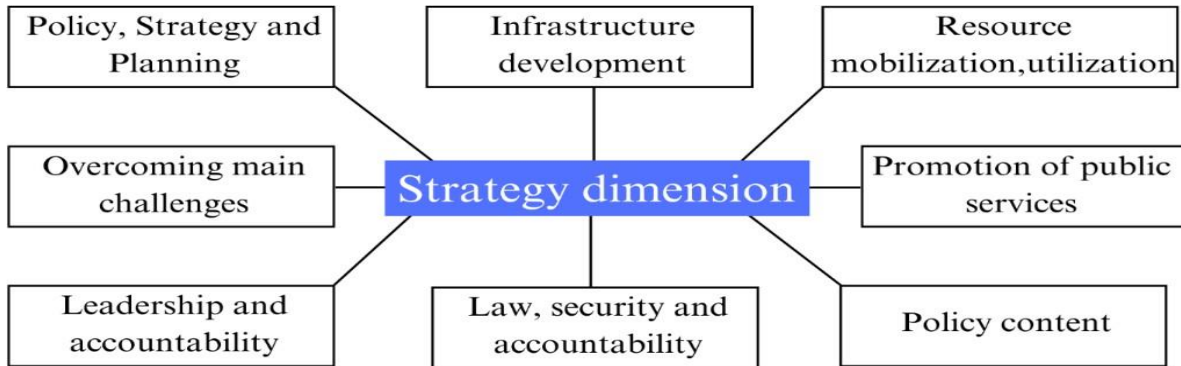 Policy, Strategy and
Planning
Infrastructure
development
Resource
mobilization,utilization
Overcoming main
challenges
Strategy dimension
Promotion of public
services
Leadership and
accountability
Law, security and
accountability
Policy content